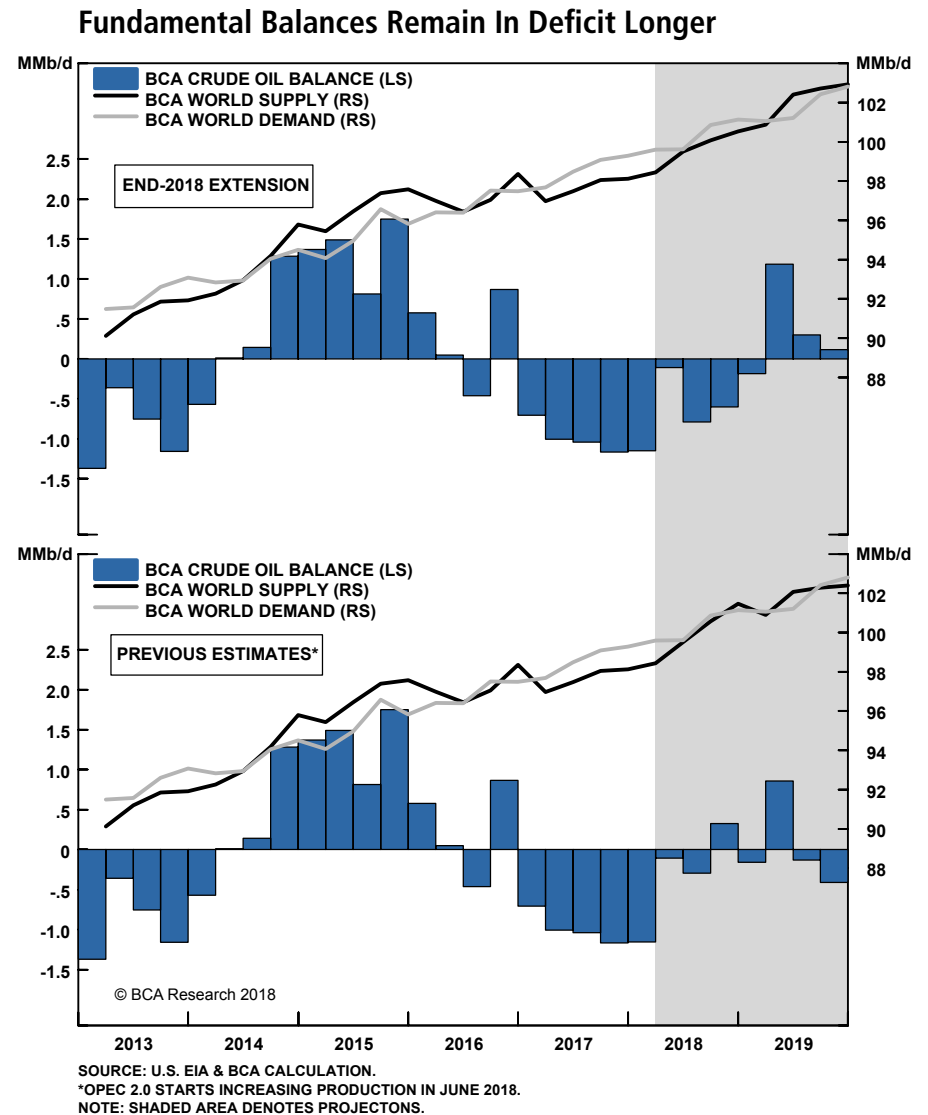 Fundamental Balances Remain In Deficit Longer
MMb/d
MMb/d
BCA CRUDE OIL BALANCE (LS)
BCA WORLD SUPPLY (RS)
BCA WORLD DEMAND (RS)
END-2018 EXTENSION
2.5
2.0
1.5
1.0
.5
0
-.5
-1.0
-1.5
102
100
98
96
94
92
90
88
MMb/d
MMb/d
BCA CRUDE OIL BALANCE (LS)
BCA WORLD SUPPLY (RS)
BCA WORLD DEMAND (RS)
PREVIOUS ESTIMATES*
2.5
2.0
1.5
1.0
.5
0
-.5
-1.0
-1.5
102
100
98
96
94
92
90
88
© BCA Research 2018
2013 2014 2015 2016 2017 2018 2019
SOURCE: U.S. EIA & BCA CALCULATION.
*OPEC 2.0 STARTS INCREASING PRODUCTION IN JUNE 2018.
NOTE: SHADED AREA DENOTES PROJECTONS.